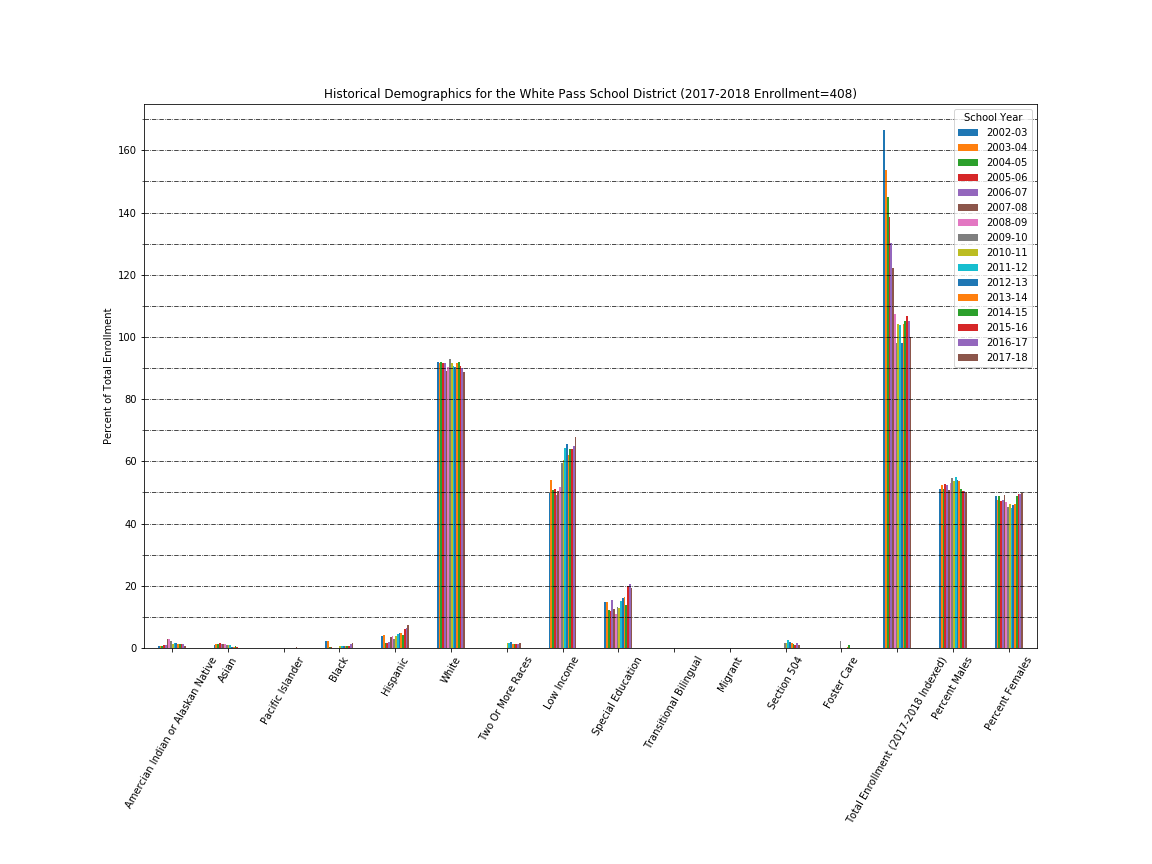 Historical Demographics for the White Pass School District (2017-2018 Enrollment=408)
Percent of Total Enrollment
160
140
120
100
80
60
40
20
0
School Year
2002-03
2003-04
2004-05
2005-06
2006-07
2007-08
2008-09
2009-10
2010-11
2011-12
2012-13
2013-14
2014-15
2015-16
2016-17
2017-18
Amercian Indian or Alaskan Native
Asian
Pacific Islander
Black
Hispanic
White
Two Or More Races
Low Income
Special Education
Transitional Bilingual
Migrant
Section 504
Foster Care
Total Enrollment (2017-2018 Indexed)
Percent Males
Percent Females